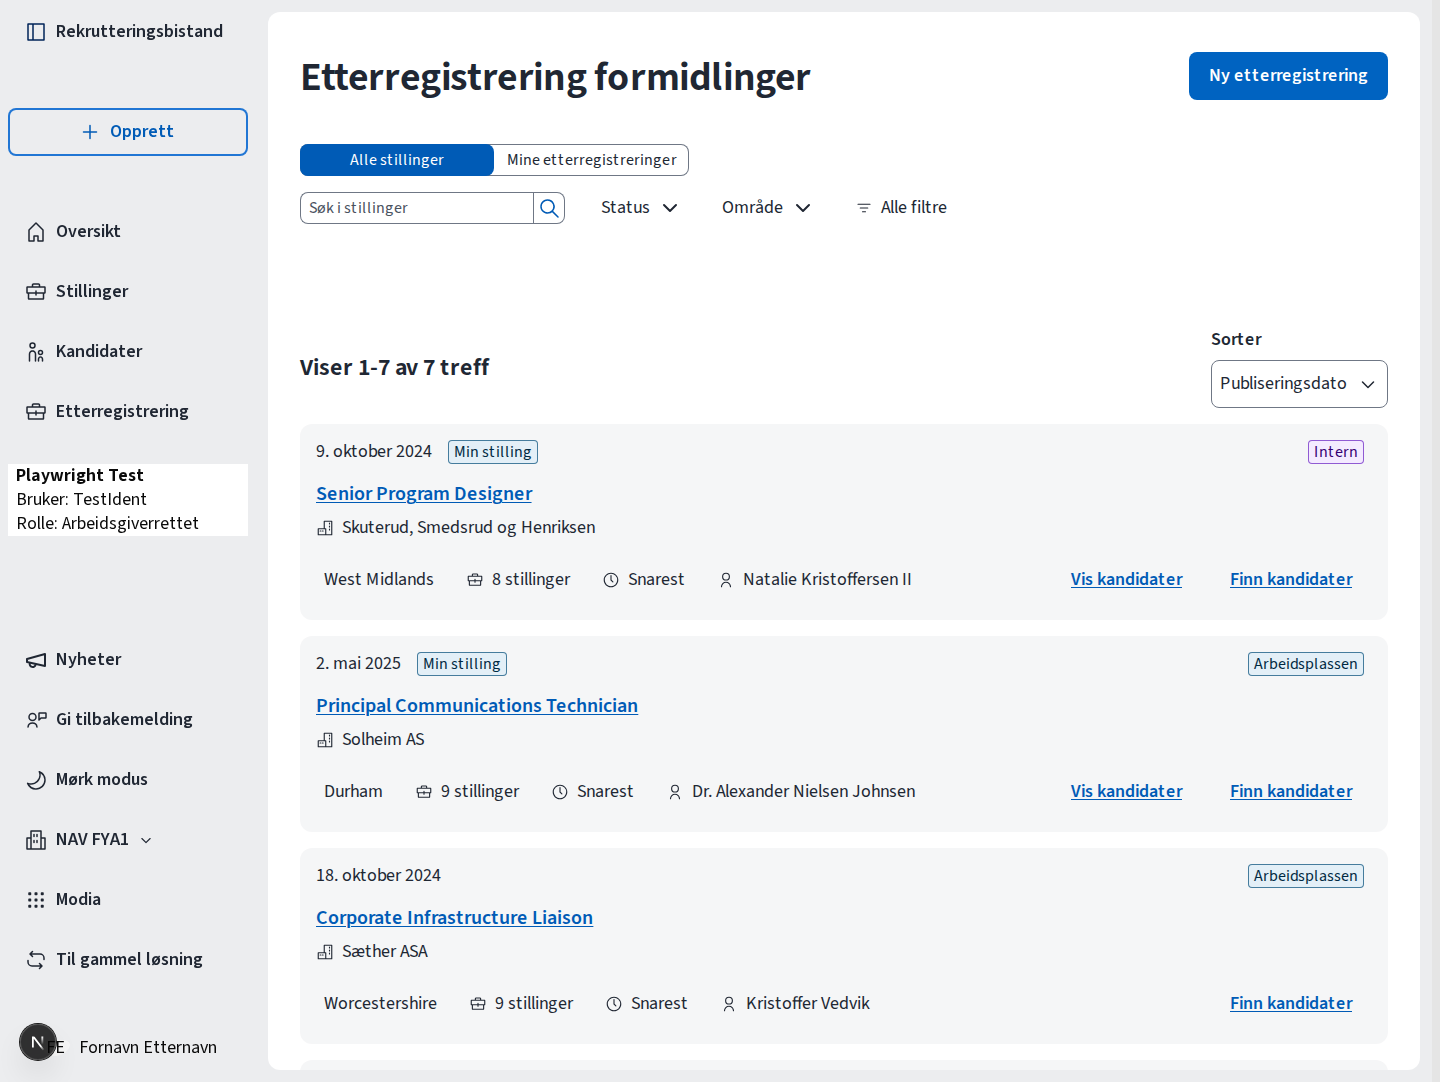 Rekrutteringsbistand
Opprett
Oversikt
Stillinger
Kandidater
Etterregistrering
Playwright Test
Bruker: TestIdent
Rolle: Arbeidsgiverrettet
Nyheter
Gi tilbakemelding
Mørk modus
NAV FYA1
Modia
Til gammel løsning
N
FE Fornavn Etternavn
Etterregistrering formidlinger
Ny etterregistrering
Alle stillinger Mine etterregistreringer
Søk i stillinger Status Område Alle filtre
Sorter
Viser 1-7 av 7 treff
Publiseringsdato
9. oktober 2024 Min stilling Intern
Senior Program Designer
Skuterud, Smedsrud og Henriksen
West Midlands 8 stillinger Snarest Natalie Kristoffersen II Vis kandidater Finn kandidater
2. mai 2025 Min stilling Arbeidsplassen
Principal Communications Technician
Solheim AS
Durham 9 stillinger Snarest Dr. Alexander Nielsen Johnsen Vis kandidater Finn kandidater
18. oktober 2024 Arbeidsplassen
Corporate Infrastructure Liaison
Sæther ASA
Worcestershire 9 stillinger Snarest Kristoffer Vedvik Finn kandidater